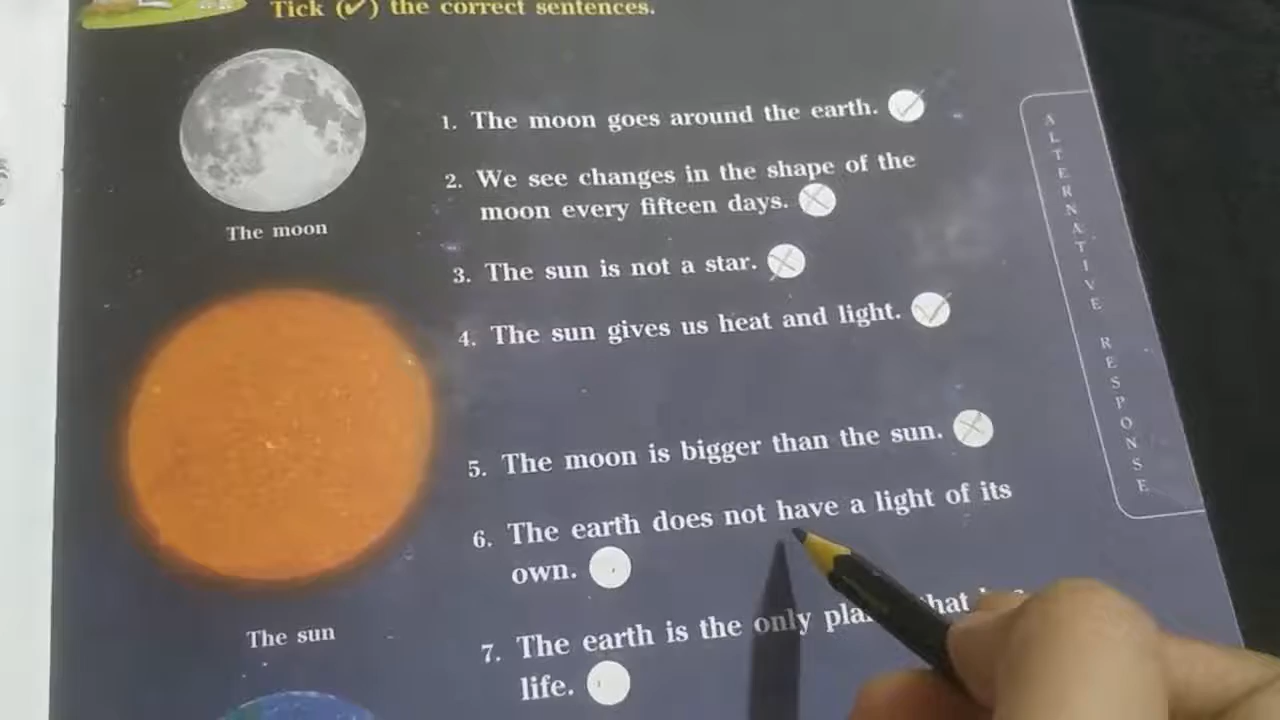 Tick (✔) the correct sentences.
The moon
1. The moon goes around the earth. ✓
2. We see changes in the shape of the
moon every fifteen days. ✗
3. The sun is not a star. ✗
4. The sun gives us heat and light. ✓
5. The moon is bigger than the sun. ✗
6. The earth does not have a light of its
own.
7. The earth is the only that
life.
The sun
ALTERNATIVE RESPONSE